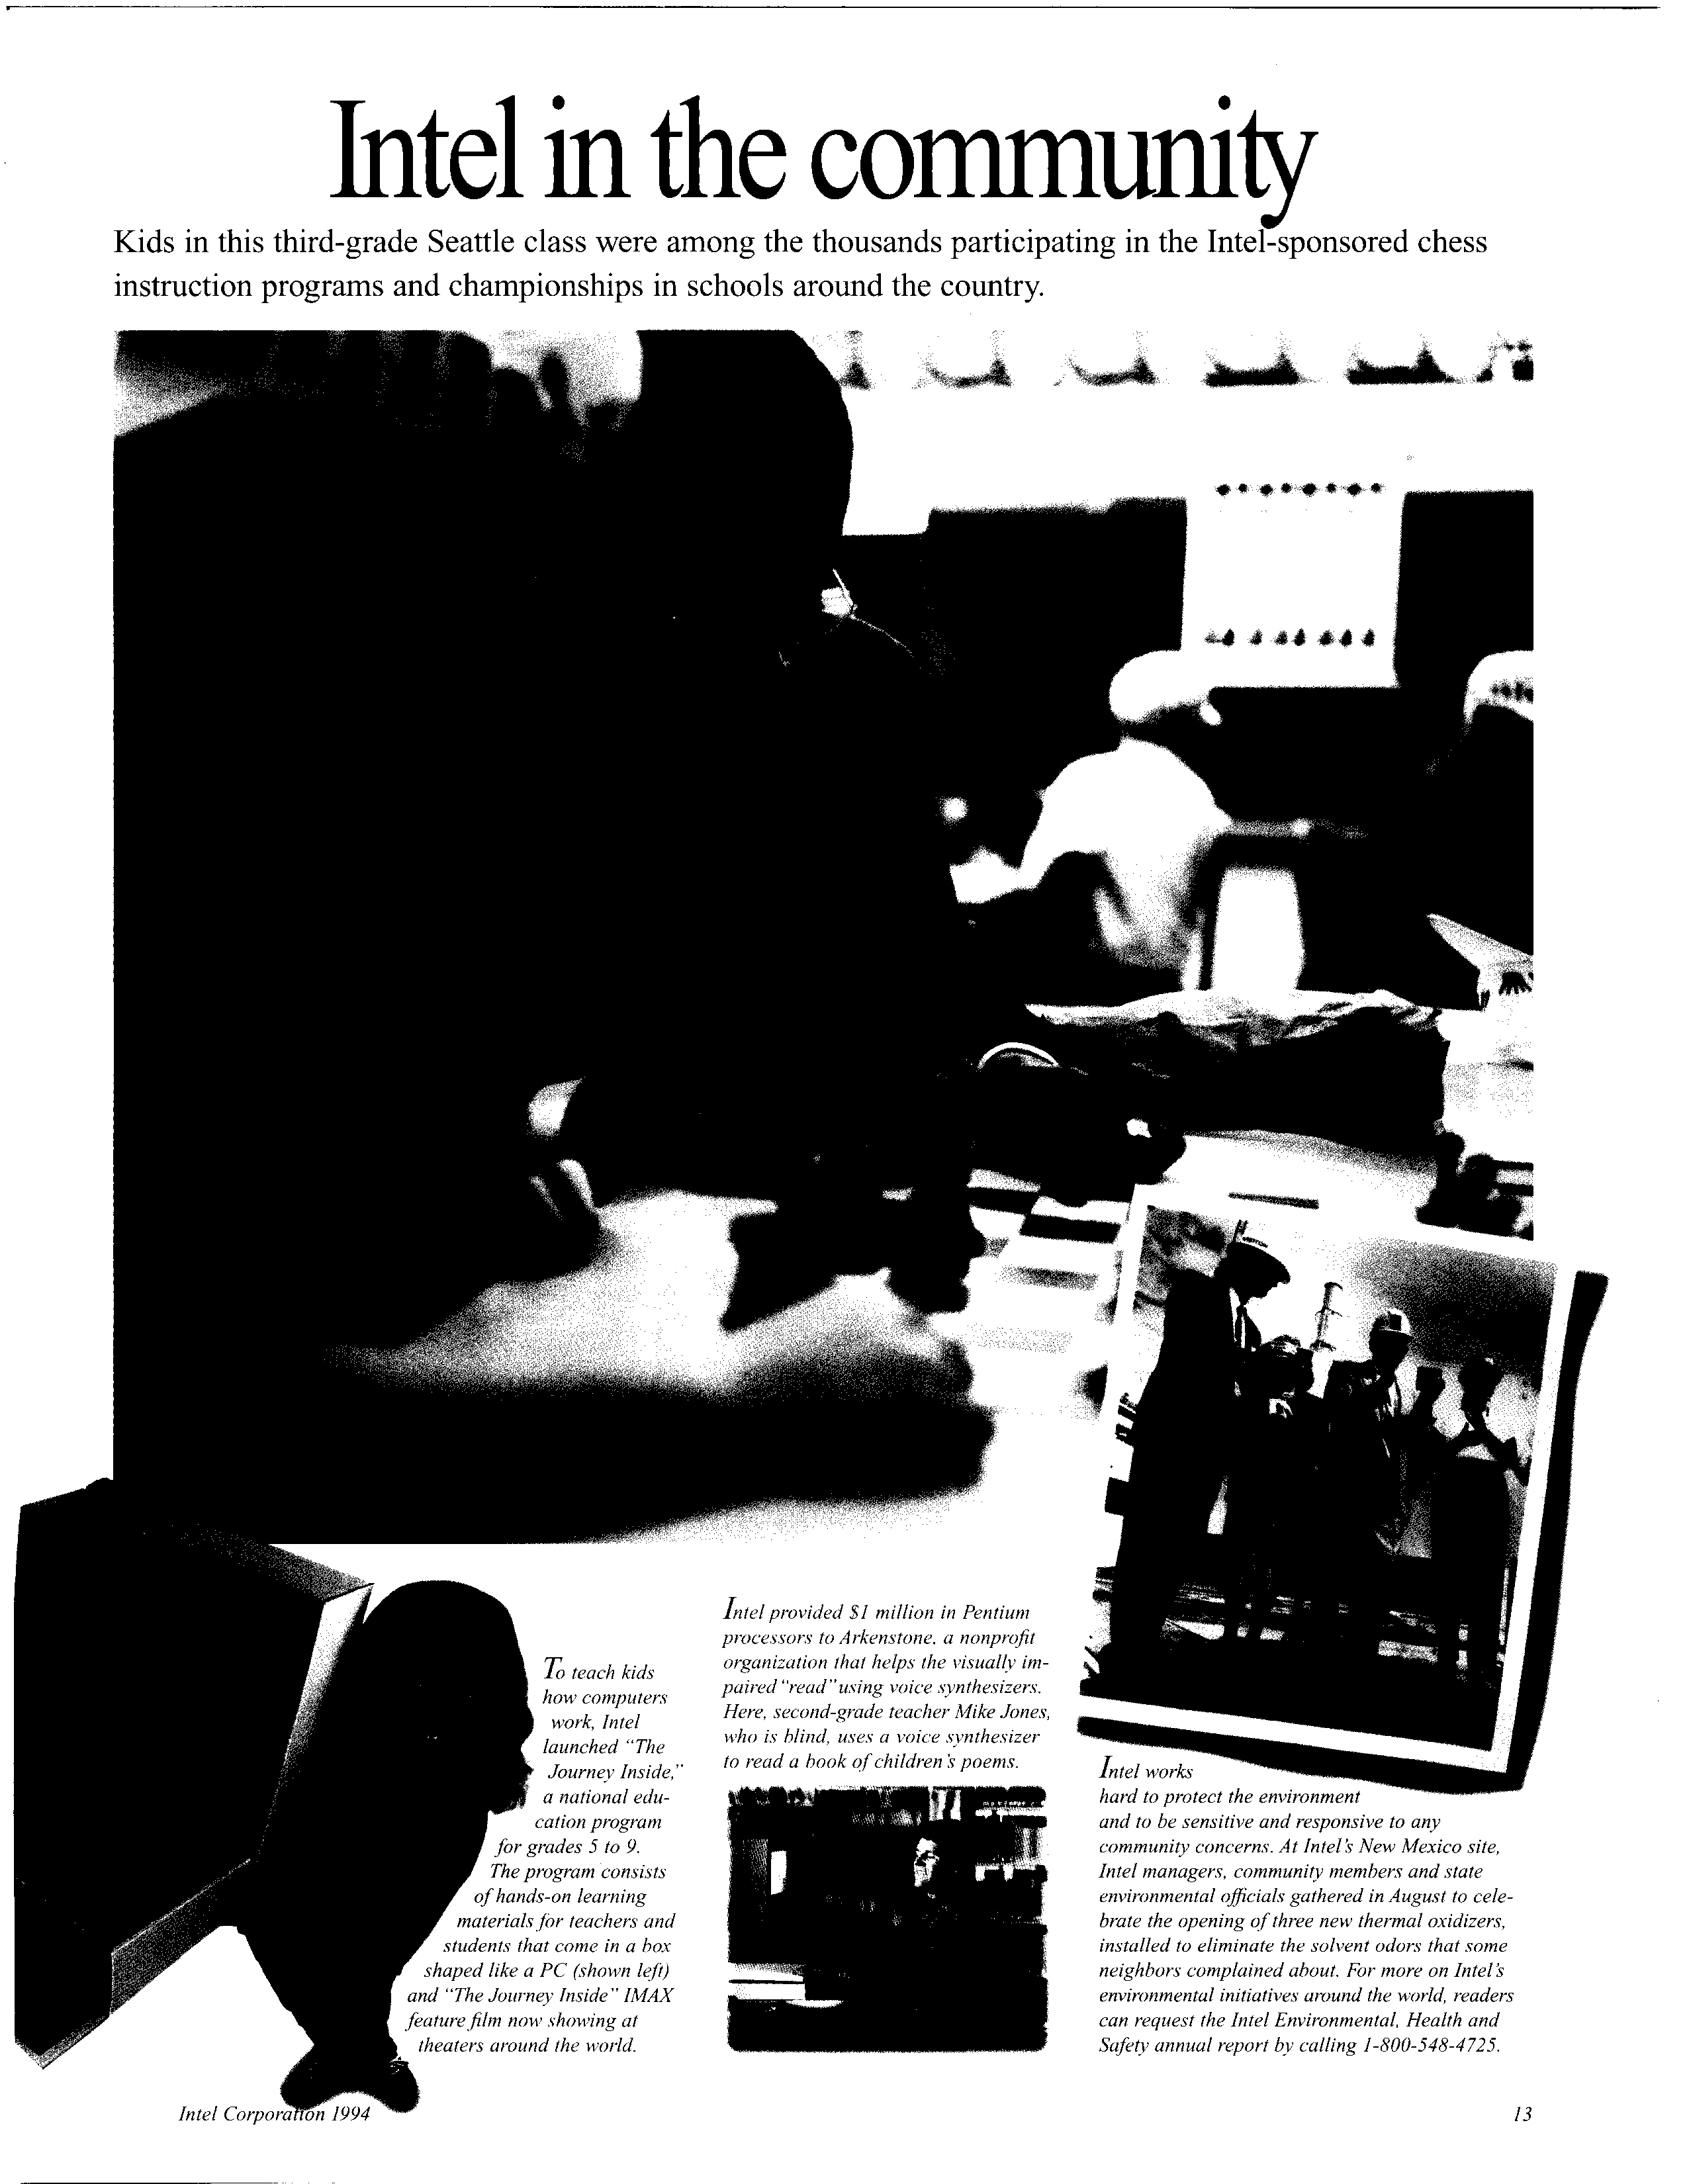 Intel in the community
Kids in this third-grade Seattle class were among the thousands participating in the Intel-sponsored chess
instruction programs and championships in schools around the country.
To teach kids
how computers
work, Intel
launched “The
Journey Inside,”
a national edu-
cation program
for grades 5 to 9.
The program consists
of hands-on learning
materials for teachers and
students that come in a box
shaped like a PC (shown left)
and “The Journey Inside” IMAX
feature film now showing at
theaters around the world.
Intel provided $1 million in Pentium
processors to Arkenstone, a nonprofit
organization that helps the visually im-
paired “read” using voice synthesizers.
Here, second-grade teacher Mike Jones,
who is blind, uses a voice synthesizer
to read a book of children's poems.
Intel works
hard to protect the environment
and to be sensitive and responsive to any
community concerns. At Intel's New Mexico site,
Intel managers, community members and state
environmental officials gathered in August to cele-
brate the opening of three new thermal oxidizers,
installed to eliminate the solvent odors that some
neighbors complained about. For more on Intel's
environmental initiatives around the world, readers
can request the Intel Environmental, Health and
Safety annual report by calling 1-800-548-4725.
Intel Corporation 1994
13